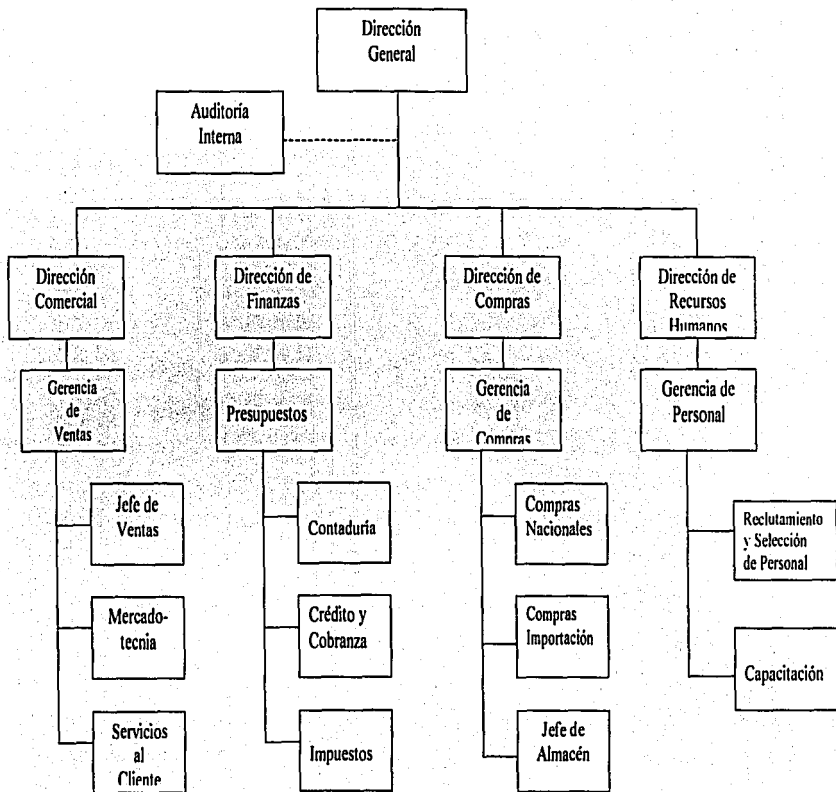 Dirección
General
Auditoría
Interna
Dirección
Comercial
Dirección de
Finanzas
Dirección de
Compras
Dirección de
Recursos
Humanos
Gerencia
de
Ventas
Presupuestos
Gerencia
de
Compras
Gerencia de
Personal
Jefe de
Ventas
Contaduría
Compras
Nacionales
Reclutamiento
y Selección
de Personal
Mercado-
tecnia
Crédito y
Cobranza
Compras
Importación
Capacitación
Servicios
al
Cliente
Impuestos
Jefe de
Almacén